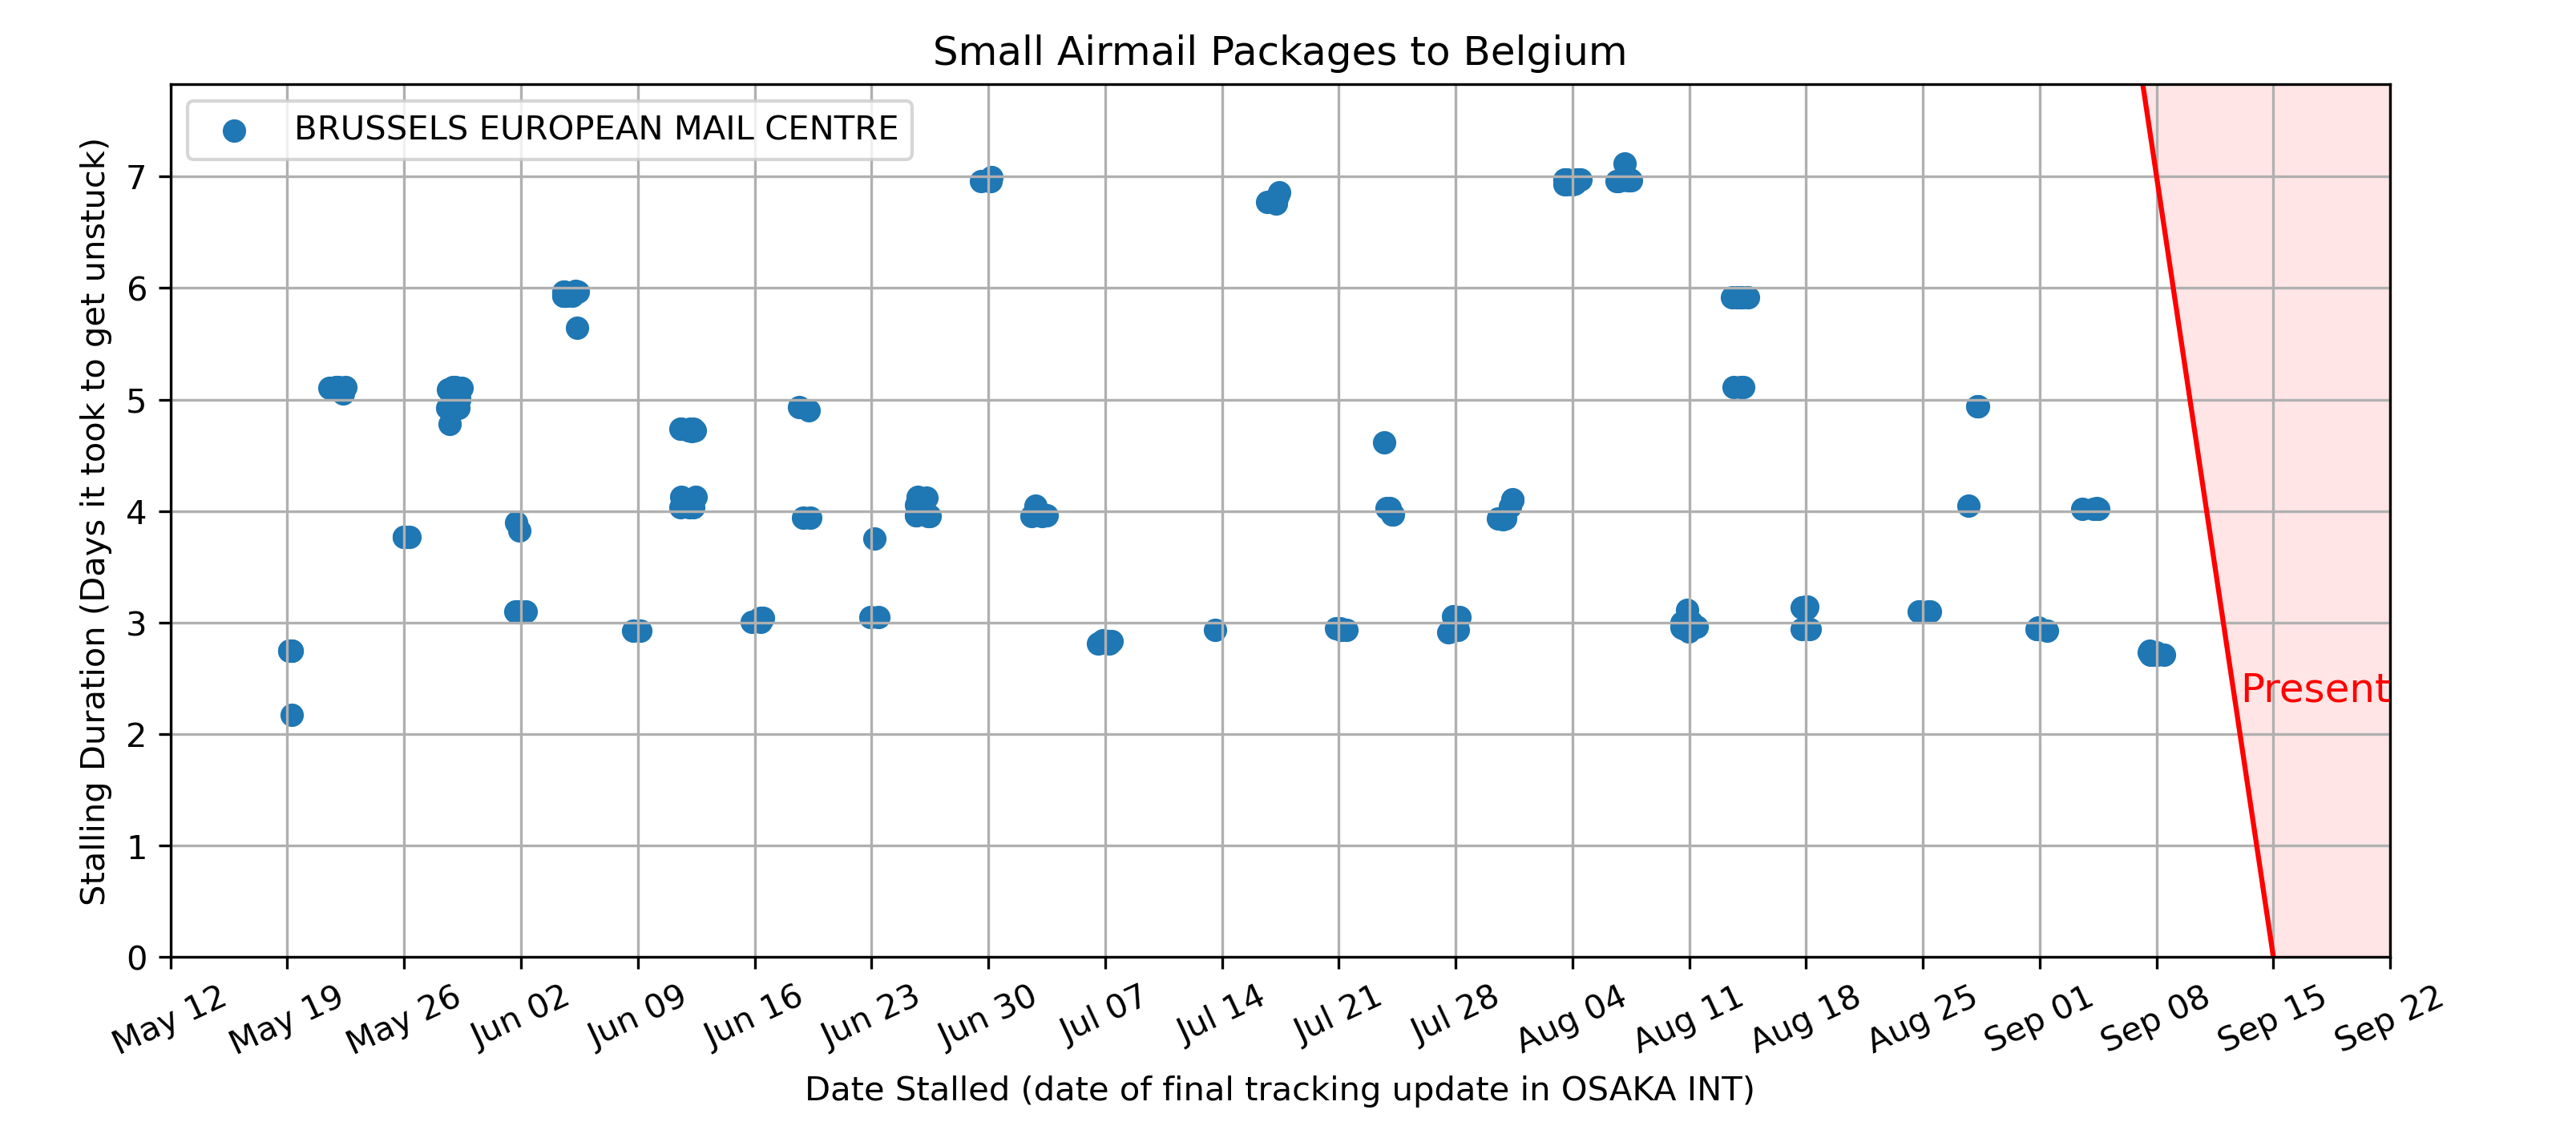 Small Airmail Packages to Belgium
BRUSSELS EUROPEAN MAIL CENTRE
Stalling Duration (Days it took to get unstuck)
7
6
5
4
3
2
1
0
Present
May 12
May 19
May 26
Jun 02
Jun 09
Jun 16
Jun 23
Jun 30
Jul 07
Jul 14
Jul 21
Jul 28
Aug 04
Aug 11
Aug 18
Aug 25
Sep 01
Sep 08
Sep 15
Sep 22
Date Stalled (date of final tracking update in OSAKA INT)